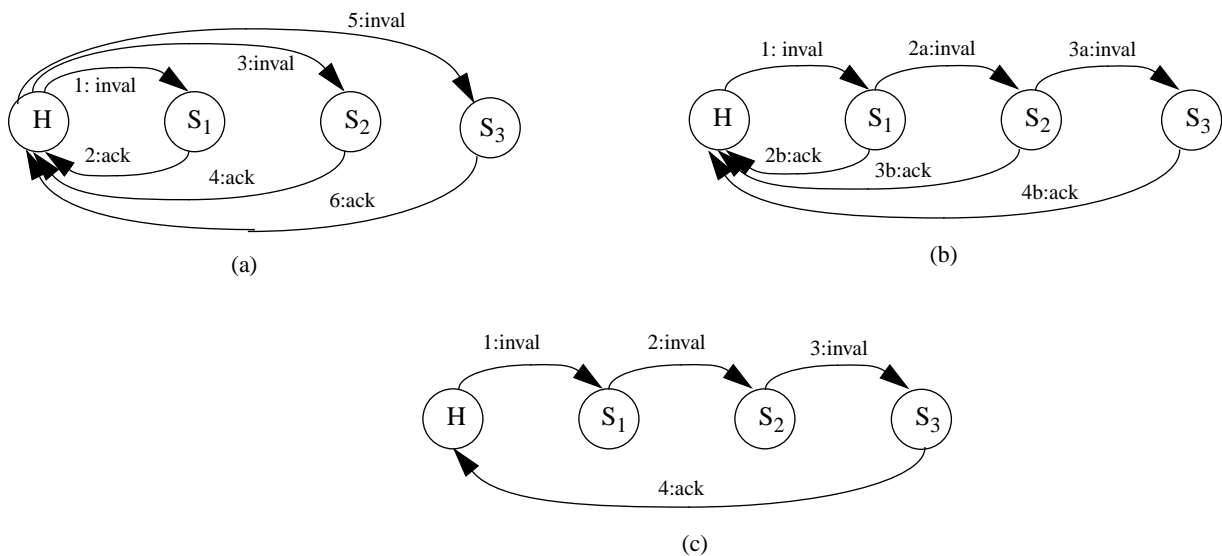 5:inval
3:inval
1: inval
H
S1
S2
S3
2:ack
4:ack
6:ack
(a)
1: inval
2a:inval
3a:inval
H
S1
S2
S3
2b:ack
3b:ack
4b:ack
(b)
1:inval
2:inval
3:inval
H
S1
S2
S3
4:ack
(c)